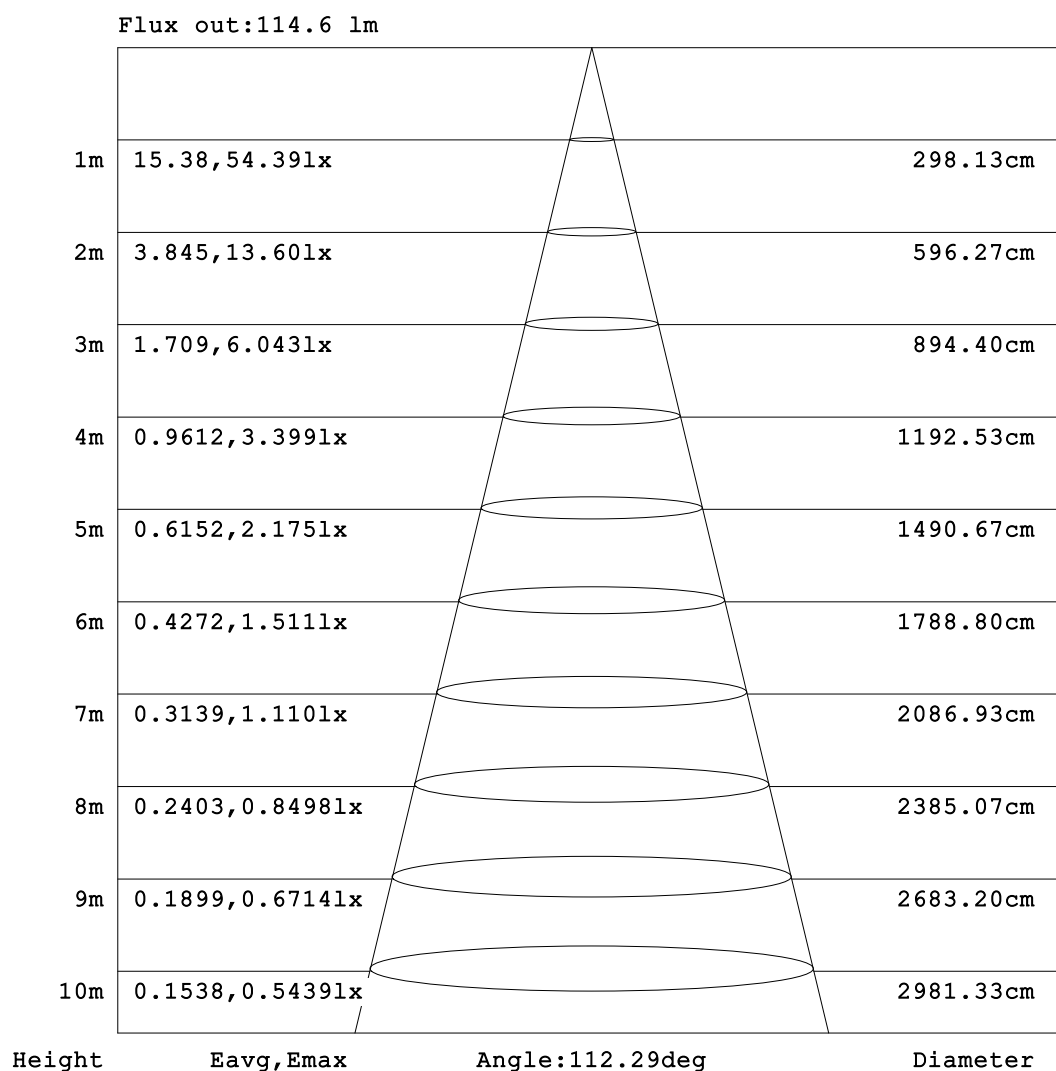 Flux out:114.6 lm
1m 15.38,54.39lx 298.13cm
2m 3.845,13.60lx 596.27cm
3m 1.709,6.043lx 894.40cm
4m 0.9612,3.399lx 1192.53cm
5m 0.6152,2.175lx 1490.67cm
6m 0.4272,1.511lx 1788.80cm
7m 0.3139,1.110lx 2086.93cm
8m 0.2403,0.8498lx 2385.07cm
9m 0.1899,0.6714lx 2683.20cm
10m 0.1538,0.5439lx 2981.33cm
Height Eavg,Emax Angle:112.29deg Diameter